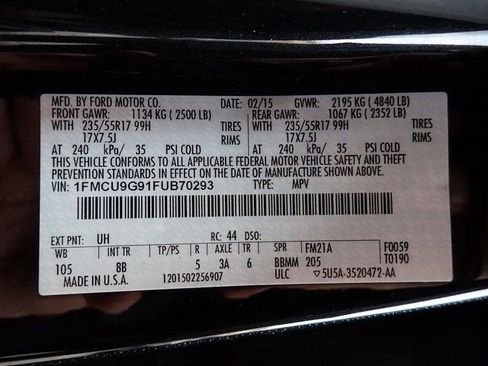 MFD. BY FORD MOTOR CO.
DATE: 02/15 GVWR: 2195 KG (4840 LB)
FRONT GAWR: 1134 KG (2500 LB) REAR GAWR: 1067 KG (2352 LB)
WITH 235/55R17 99H TIRES WITH 235/55R17 99H TIRES
17X7.5J RIMS 17X7.5J RIMS
AT 240 kPa/ 35 PSI COLD AT 240 kPa/ 35 PSI COLD
THIS VEHICLE CONFORMS TO ALL APPLICABLE FEDERAL MOTOR VEHICLE SAFETY AND THEFT
PREVENTION STANDARDS IN EFFECT ON THE DATE OF MANUFACTURE SHOWN ABOVE.
VIN: 1FMCU9G91FUB70293 TYPE: MPV
EXT PNT: UH RC: 44 DSO:
WB INT TR TP/PS R AXLE TR SPR FM21A F0059
105 8B 5 3A 6 BBMM 205 T0190
MADE IN U.S.A. 1201502256907 ULC 5U5A-3520472-AA